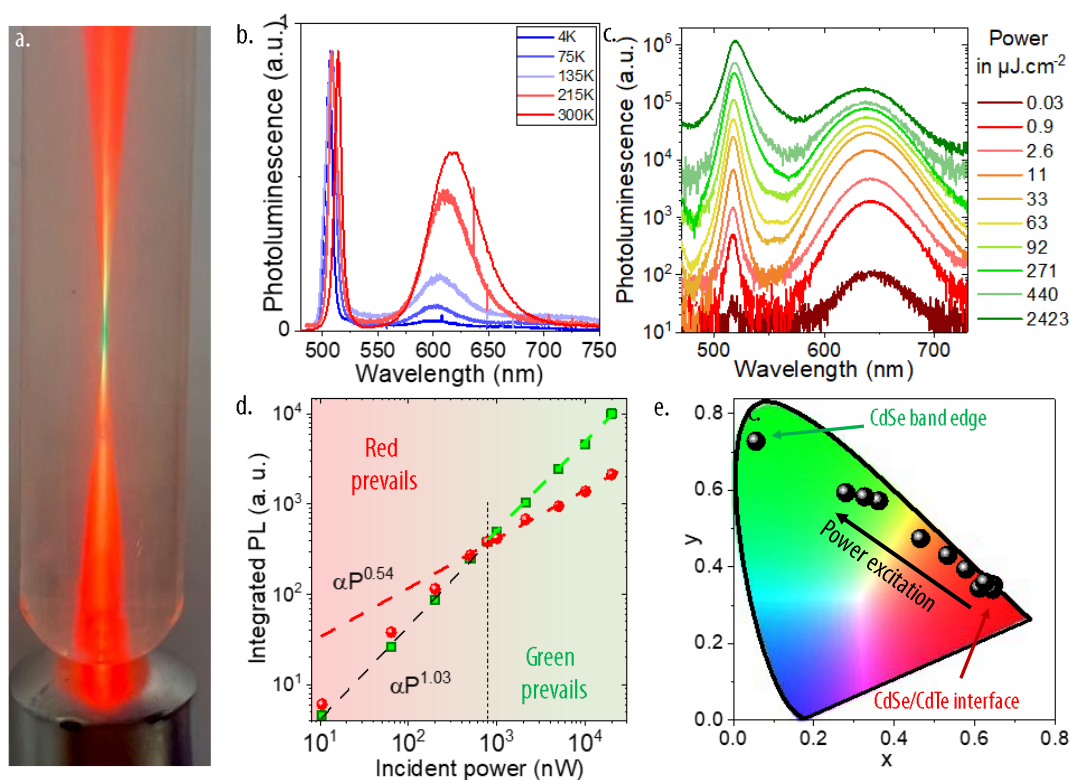 a.
b.
1
0
Photoluminescence (a.u.)
4K
75K
135K
215K
300K
500 550 600 650 700 750
Wavelength (nm)
c.
10^6
10^5
10^4
10^3
10^2
10^1
Photoluminescence (a.u.)
500 600 700
Wavelength (nm)
Power
in µJ.cm^-2
0.03
0.9
2.6
11
33
63
92
271
440
2423
d.
10^4
10^3
10^2
10^1
Integrated PL (a. u.)
Red
prevails
αP^0.54
αP^1.03
Green
prevails
10^1 10^2 10^3 10^4
Incident power (nW)
e.
c.
0.8
0.6
0.4
0.2
0.0
y
CdSe band edge
Power excitation
CdSe/CdTe interface
0.0 0.2 0.4 0.6 0.8
x